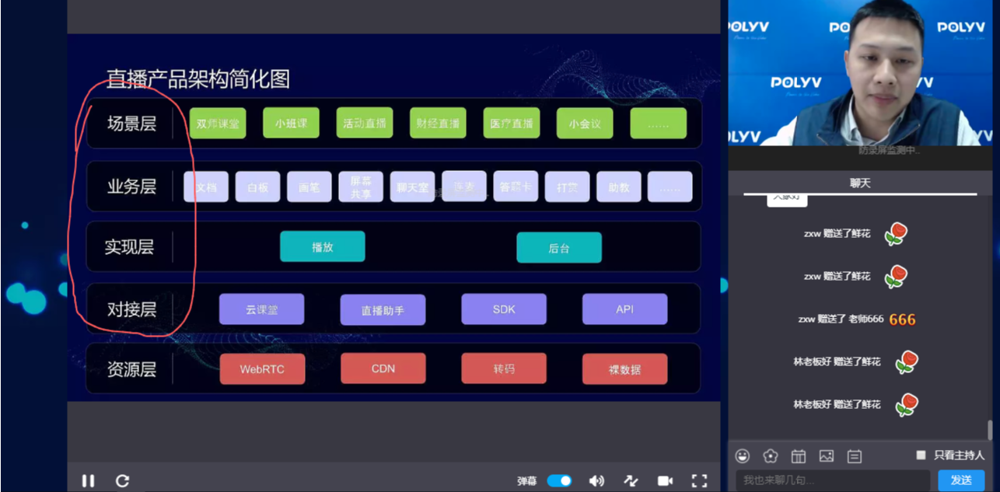 直播产品架构简化图
场景层
双师课堂
小班课
活动直播
财经直播
医疗直播
小会议
......
业务层
文档
白板
画笔
屏幕
共享
聊天室
连麦
答题卡
打赏
助教
......
实现层
播放
后台
对接层
云课堂
直播助手
SDK
API
资源层
WebRTC
CDN
转码
裸数据
弹幕
POLYV
POLYV
POLYV
防录屏监测中..
聊天
大家好
zxw 赠送了鲜花
zxw 赠送了鲜花
zxw 赠送了 老师666 666
林老板好 赠送了鲜花
林老板好 赠送了鲜花
只看主持人
我也来聊几句...
发送